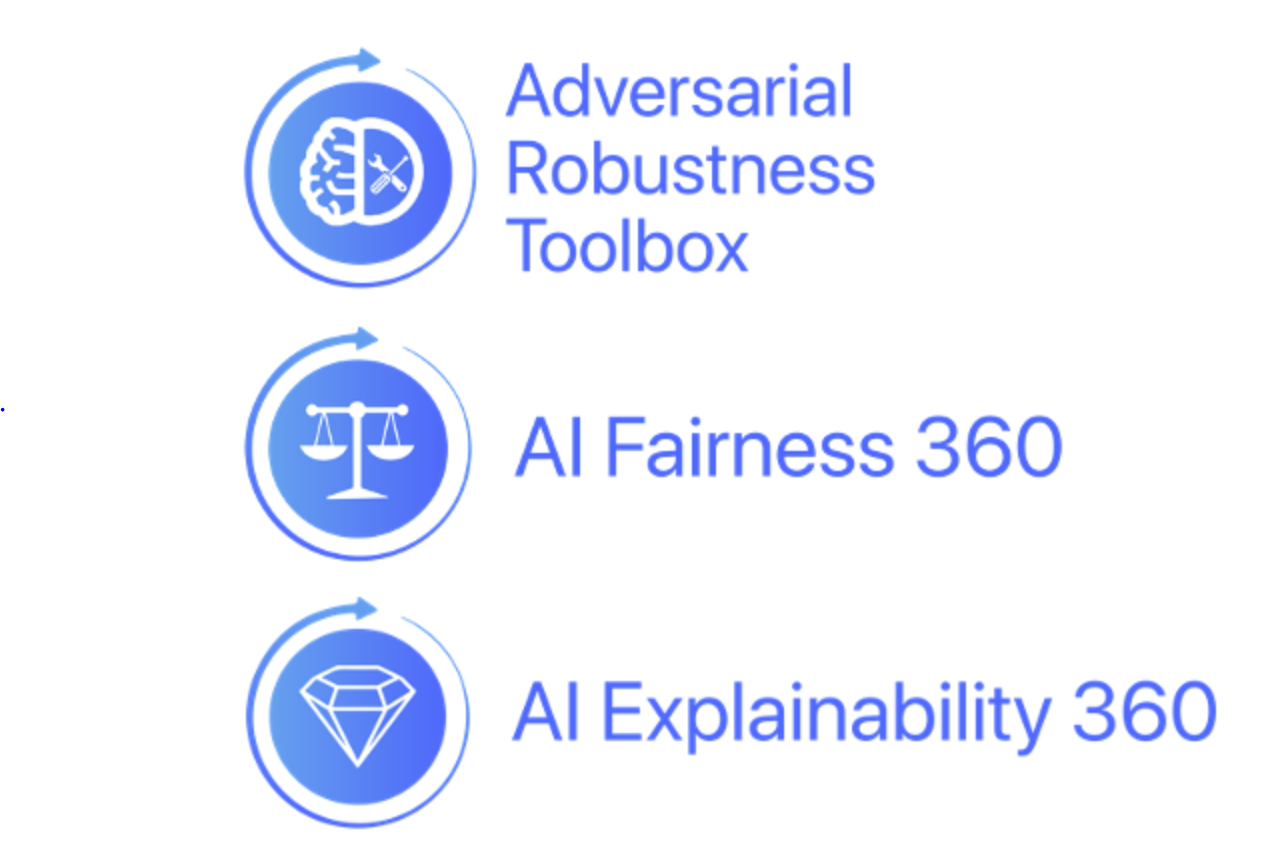 Adversarial
Robustness
Toolbox
AI Fairness 360
AI Explainability 360